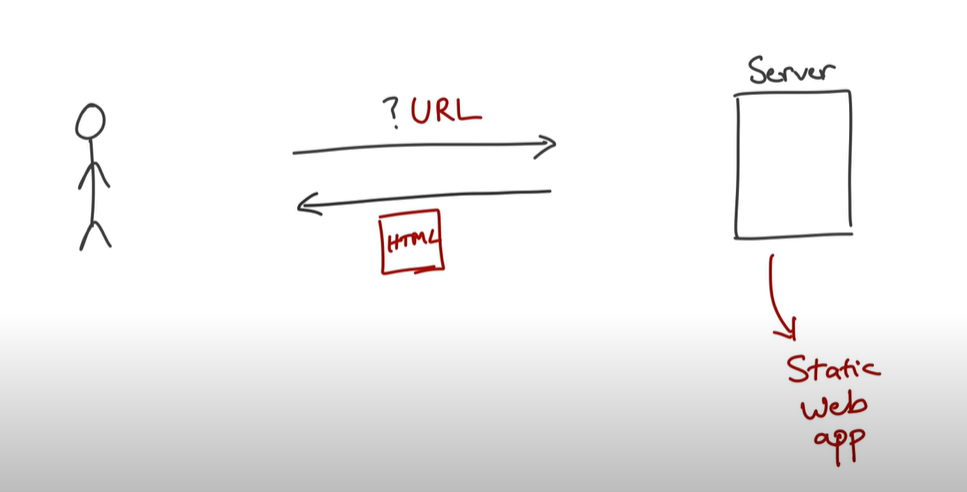 Server
? URL
HTML
Static
web
app